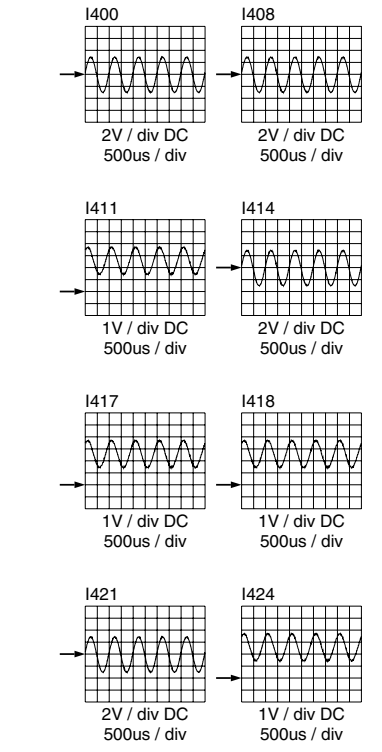 I400 I408
2V / div DC 2V / div DC
500us / div 500us / div
I411 I414
1V / div DC 2V / div DC
500us / div 500us / div
I417 I418
1V / div DC 1V / div DC
500us / div 500us / div
I421 I424
2V / div DC 1V / div DC
500us / div 500us / div